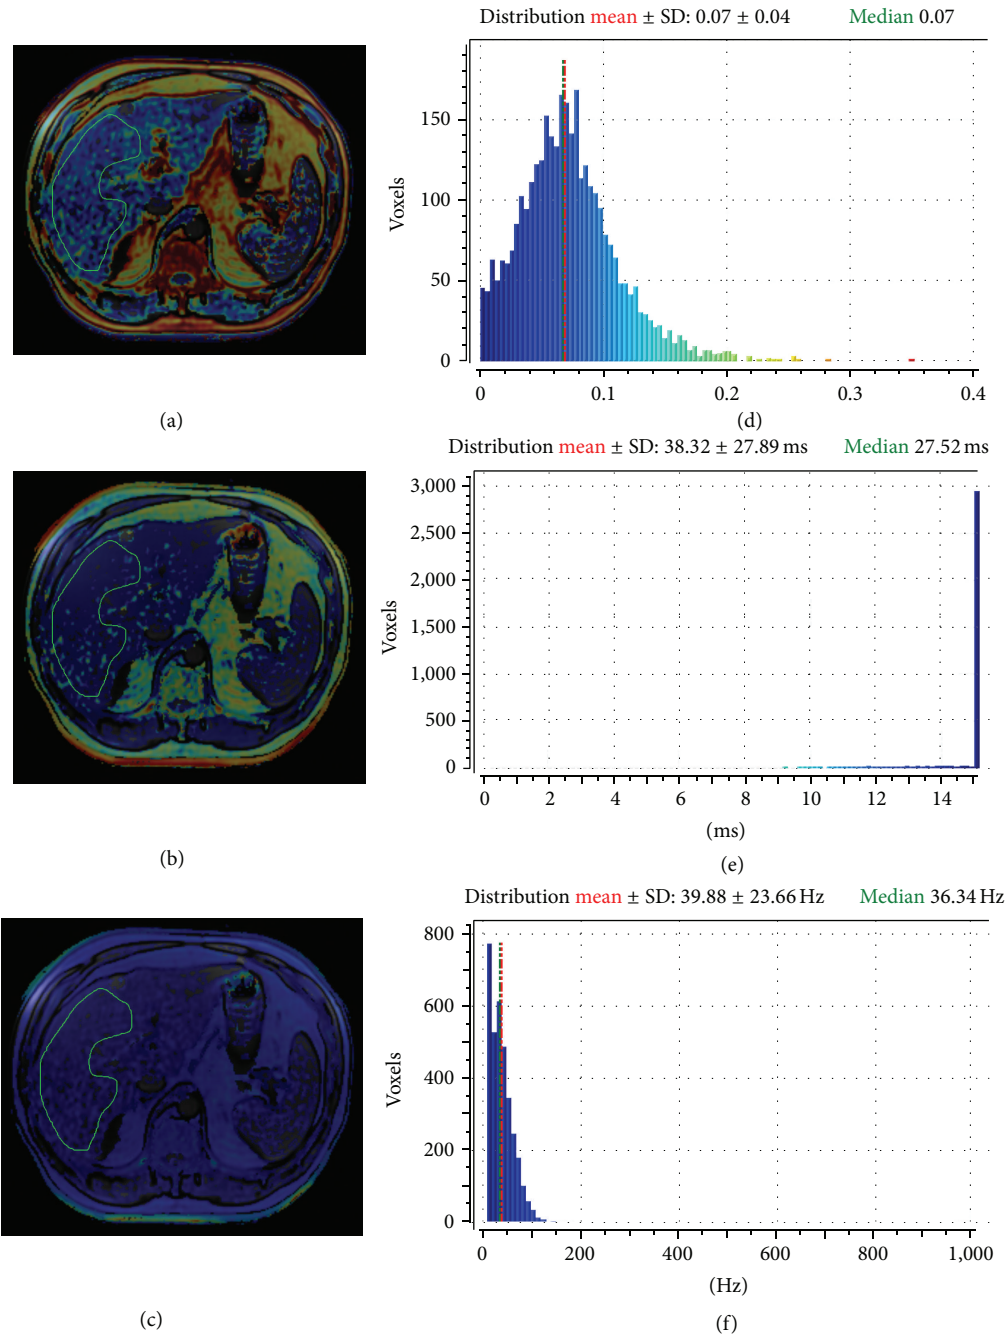 Distribution mean ± SD: 0.07 ± 0.04 Median 0.07
Voxels
150
100
50
0
0 0.1 0.2 0.3 0.4
(a)
(d)
Distribution mean ± SD: 38.32 ± 27.89 ms Median 27.52 ms
Voxels
3,000
2,500
2,000
1,500
1,000
500
0
0 2 4 6 8 10 12 14
(ms)
(b)
(e)
Distribution mean ± SD: 39.88 ± 23.66 Hz Median 36.34 Hz
Voxels
800
600
400
200
0
0 200 400 600 800 1,000
(Hz)
(c)
(f)